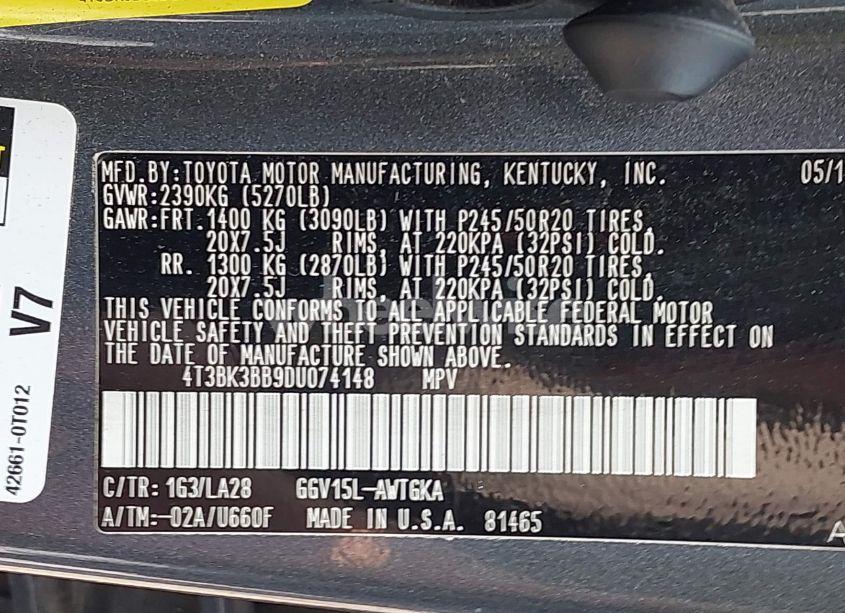 MFD.BY:TOYOTA MOTOR MANUFACTURING, KENTUCKY, INC. 05/1
GVWR:2390KG (5270LB)
GAWR:FRT.1400 KG (3090LB) WITH P245/50R20 TIRES,
20X7.5J RIMS, AT 220KPA (32PSI) COLD.
RR. 1300 KG (2870LB) WITH P245/50R20 TIRES,
20X7.5J RIMS, AT 220KPA (32PSI) COLD.
THIS VEHICLE CONFORMS TO ALL APPLICABLE FEDERAL MOTOR
VEHICLE SAFETY AND THEFT PREVENTION STANDARDS IN EFFECT ON
THE DATE OF MANUFACTURE SHOWN ABOVE.
4T3BK3BB9DU074148 MPV
C/TR: 1G3/LA28 GGV15L-AWTGKA
A/TM:-02A/U660F MADE IN U.S.A. 81465
A
V7
42661-0T012